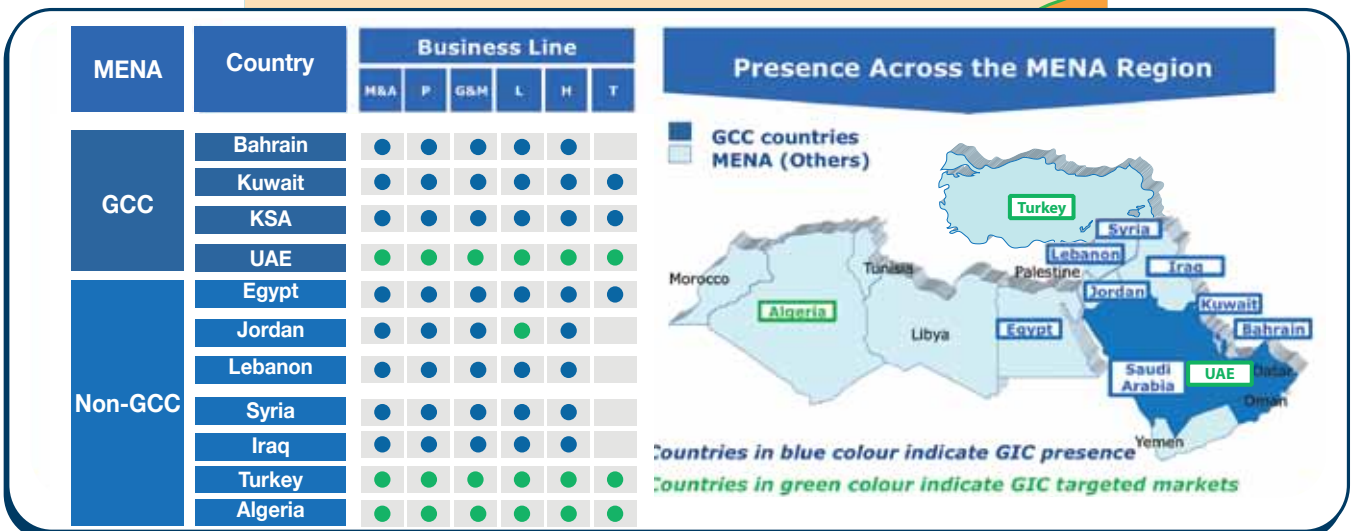 MENA
Country
Business Line
M&A P G&M L H T
GCC
Bahrain
Kuwait
KSA
UAE
Non-GCC
Egypt
Jordan
Lebanon
Syria
Iraq
Turkey
Algeria
Presence Across the MENA Region
GCC countries
MENA (Others)
Turkey
Syria
Lebanon
Iraq
Palestine
Tunisia
Morocco
Jordan
Kuwait
Algeria
Libya
Egypt
Bahrain
Saudi
Arabia
UAE
Qatar
Oman
Yemen
Countries in blue colour indicate GIC presence
Countries in green colour indicate GIC targeted markets